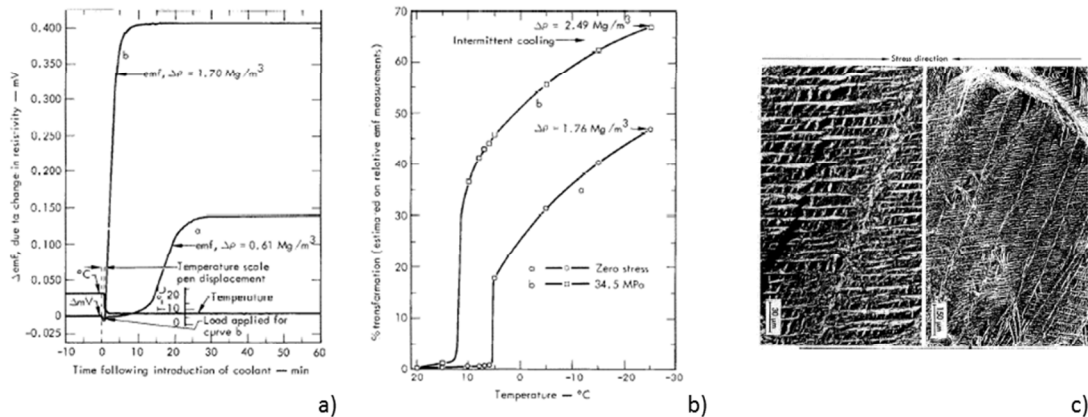 0.400
0.350
0.300
0.250
0.200
0.150
0.100
0.050
0
-0.025
Δemf, due to change in resistivity — mV
b
emf, Δρ = 1.70 Mg/m³
a
emf, Δρ = 0.61 Mg/m³
Temperature scale
pen displacement
°C
ΔmV
T-°C
20
10
0
Temperature
Load applied for
curve b
-10 0 10 20 30 40 50 60
Time following introduction of coolant — min
a)
70
60
50
40
30
20
10
0
% transformation (estimated on relative emf measurements)
Δρ = 2.49 Mg/m³
Intermittent cooling
b
Δρ = 1.76 Mg/m³
a
a Zero stress
b 34.5 MPa
20 10 0 -10 -20 -30
Temperature — °C
b)
Stress direction
c)